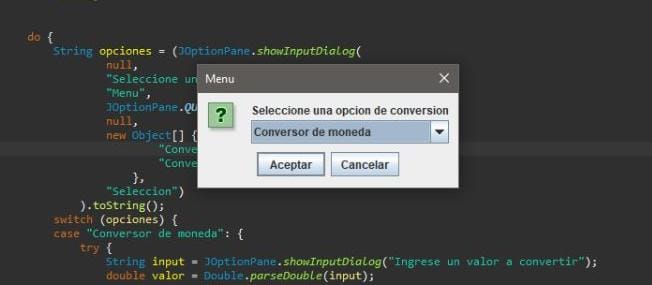 do {
String opciones = (JOptionPane.showInputDialog(
null,
"Seleccione un
"Menu",
JOptionPane.QU
null,
new Object[] {
"Conve
"Conve
},
"Seleccion")
).toString();
switch (opciones) {
case "Conversor de moneda": {
try {
String input = JOptionPane.showInputDialog("Ingrese un valor a convertir");
double valor = Double.parseDouble(input);
Menu
Seleccione una opcion de conversion
Conversor de moneda
Aceptar Cancelar